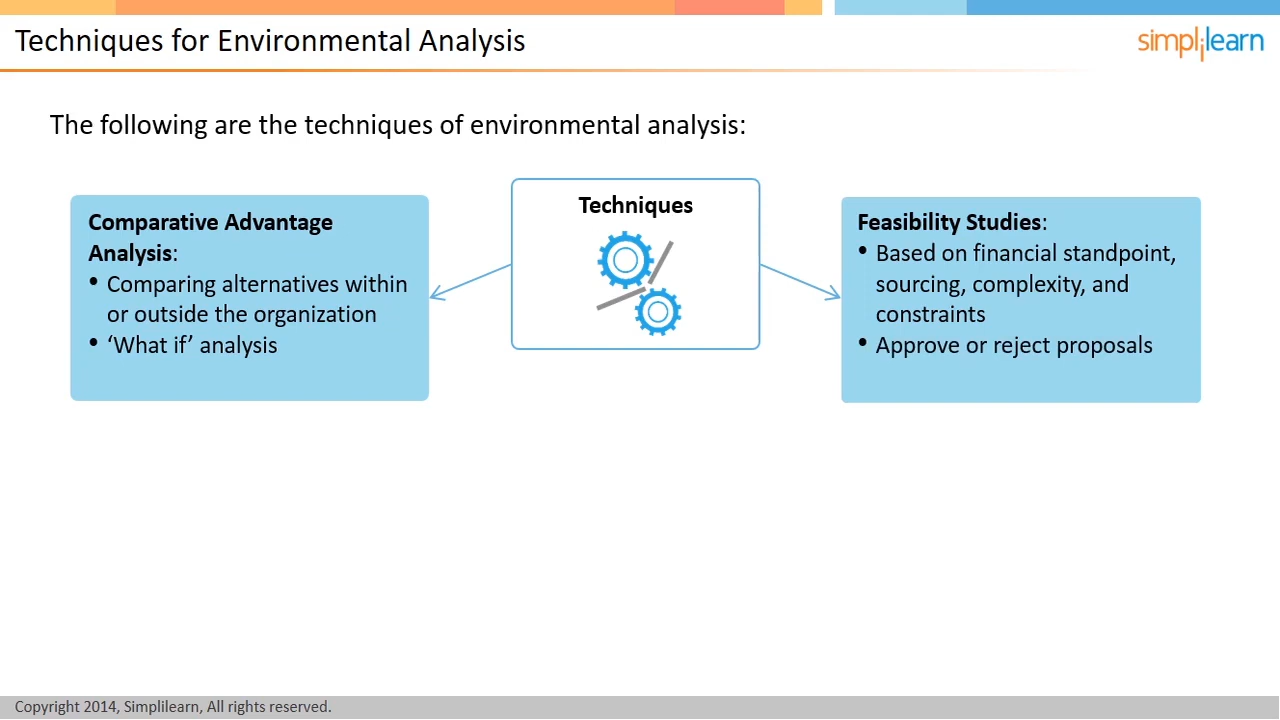 Techniques for Environmental Analysis
simplilearn
The following are the techniques of environmental analysis:
Comparative Advantage
Analysis:
• Comparing alternatives within
or outside the organization
• ‘What if’ analysis
Techniques
Feasibility Studies:
• Based on financial standpoint,
sourcing, complexity, and
constraints
• Approve or reject proposals
Copyright 2014, Simplilearn, All rights reserved.